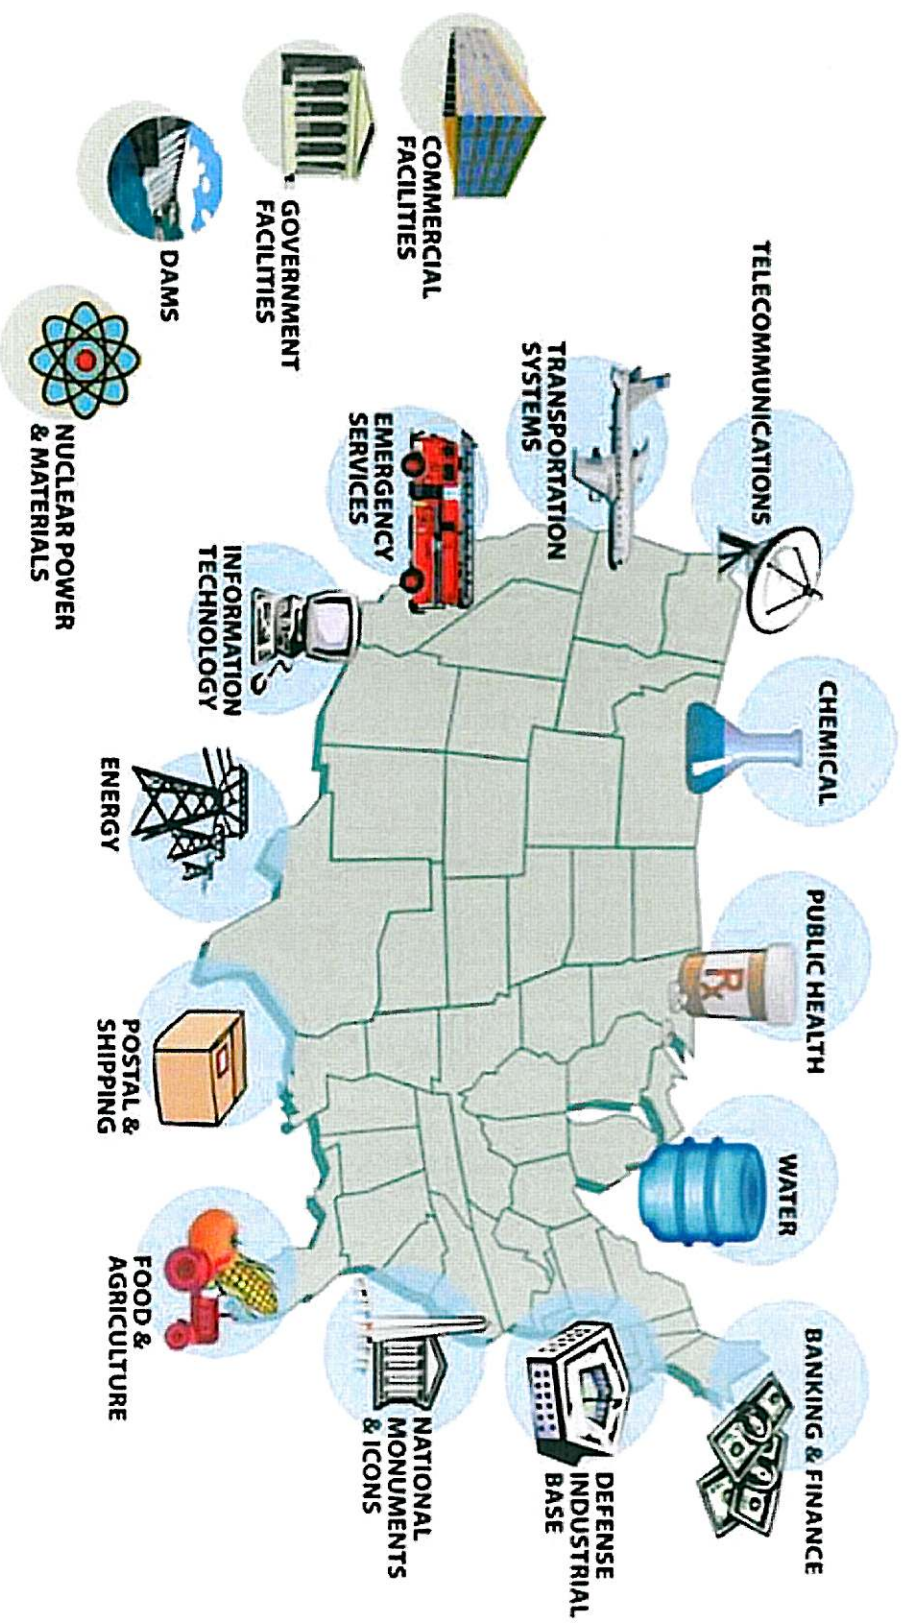 TELECOMMUNICATIONS
CHEMICAL
PUBLIC HEALTH
Rx
WATER
BANKING & FINANCE
TRANSPORTATION
SYSTEMS
DEFENSE
INDUSTRIAL
BASE
EMERGENCY
SERVICES
NATIONAL
MONUMENTS
& ICONS
INFORMATION
TECHNOLOGY
ENERGY
POSTAL &
SHIPPING
FOOD &
AGRICULTURE
COMMERCIAL
FACILITIES
GOVERNMENT
FACILITIES
DAMS
NUCLEAR POWER
& MATERIALS